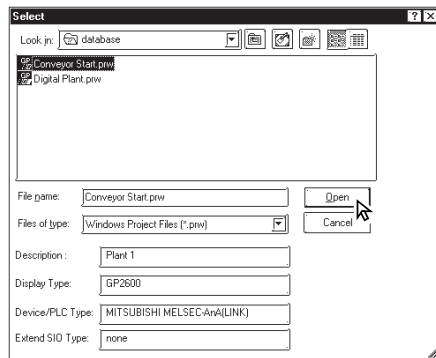 Select
Look in: database
Conveyor Start.prw
Digital Plant.prw
File name: Conveyor Start.prw Open
Files of type: Windows Project Files (*.prw) Cancel
Description : Plant 1
Display Type: GP2600
Device/PLC Type: MITSUBISHI MELSEC-AnA(LINK)
Extend SIO Type: none